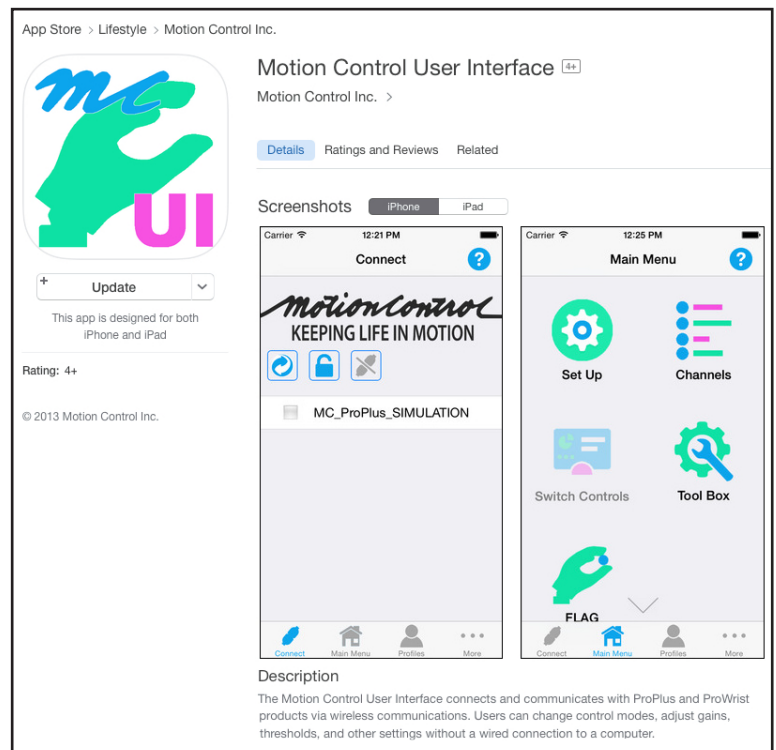 App Store > Lifestyle > Motion Control Inc.
MC
UI
+ Update
This app is designed for both
iPhone and iPad
Rating: 4+
© 2013 Motion Control Inc.
Motion Control User Interface 4+
Motion Control Inc. >
Details Ratings and Reviews Related
Screenshots iPhone iPad
Carrier 12:21 PM
Connect ?
Motion Control
KEEPING LIFE IN MOTION
MC_ProPlus_SIMULATION
Connect Main Menu Profiles More
Carrier 12:25 PM
Main Menu ?
Set Up Channels
Switch Controls Tool Box
FLAG
Connect Main Menu Profiles More
Description
The Motion Control User Interface connects and communicates with ProPlus and ProWrist
products via wireless communications. Users can change control modes, adjust gains,
thresholds, and other settings without a wired connection to a computer.